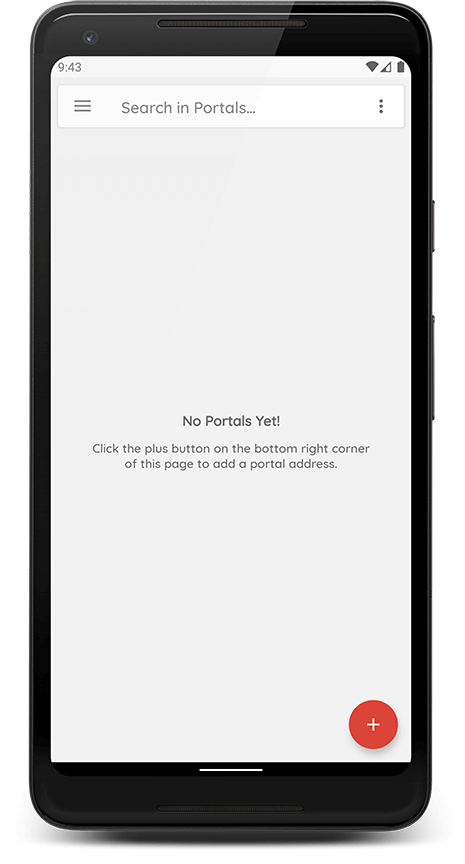 9:43
Search in Portals...
No Portals Yet!
Click the plus button on the bottom right corner
of this page to add a portal address.